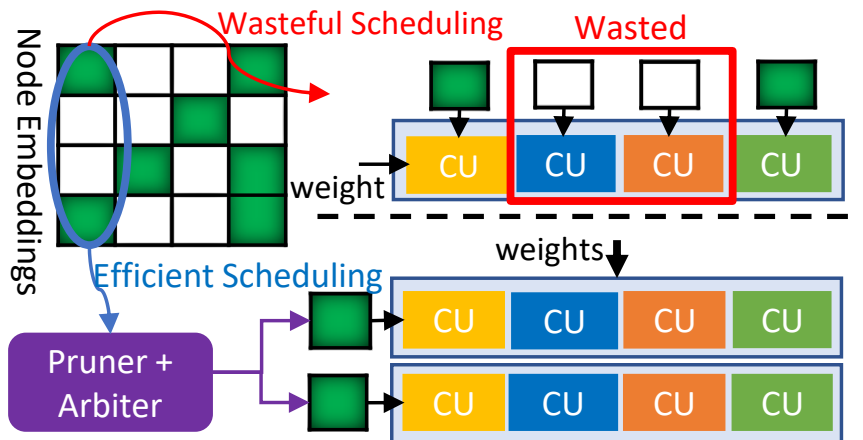 Node Embeddings
Wasteful Scheduling
Wasted
CU CU CU CU
weight
weights
Efficient Scheduling
CU CU CU CU
Pruner +
Arbiter
CU CU CU CU